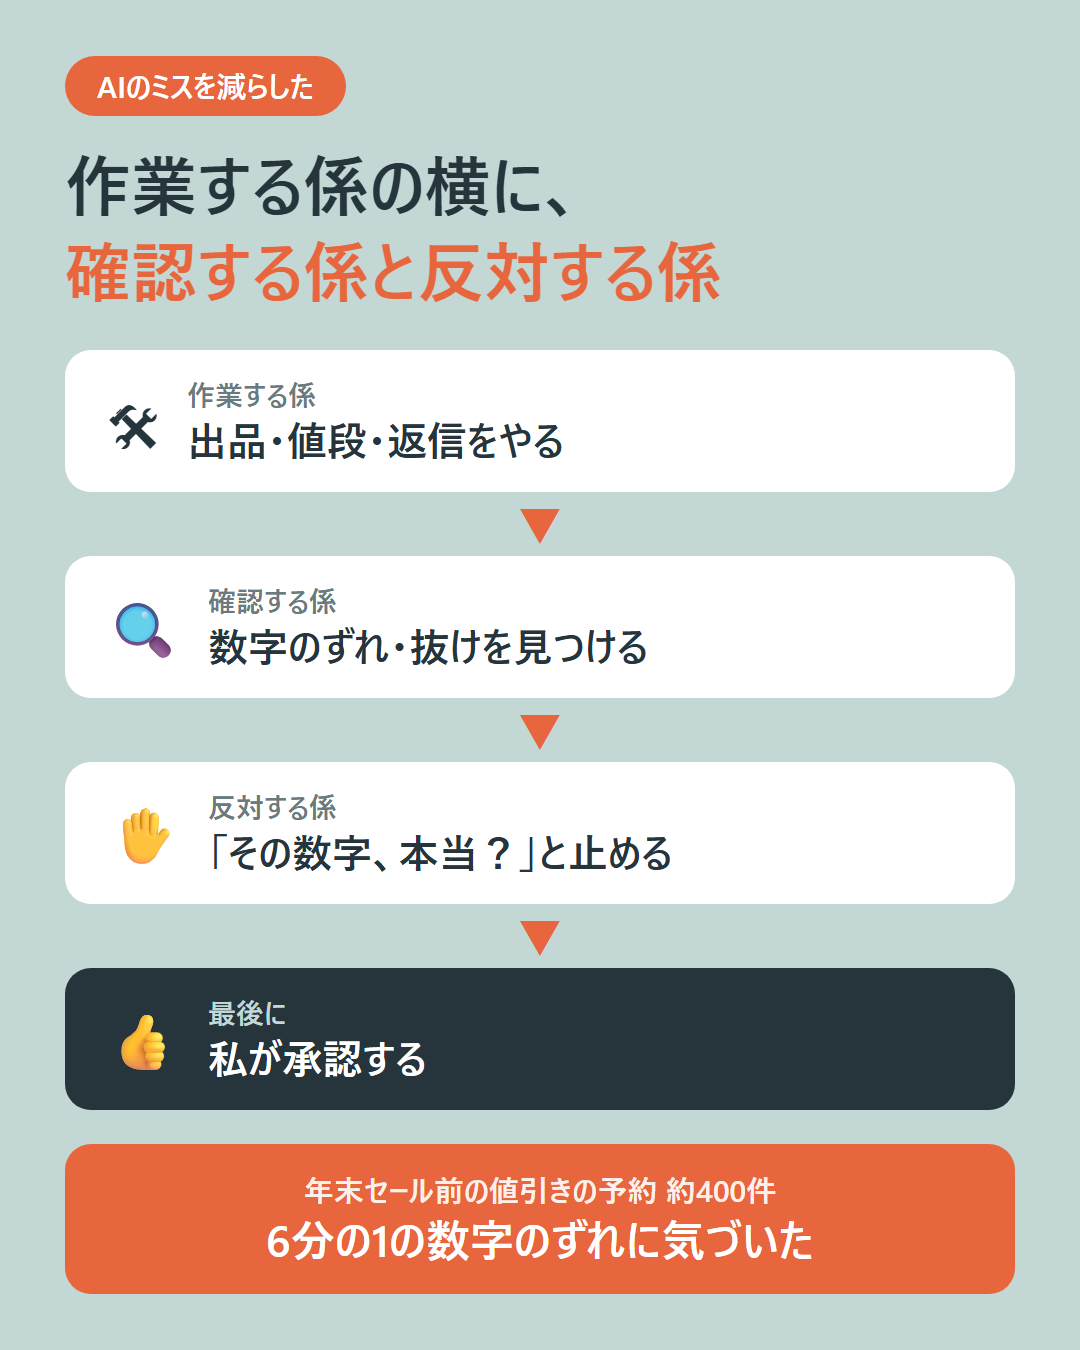 AIのミスを減らした
作業する係の横に、
確認する係と反対する係
作業する係
出品・値段・返信をやる
確認する係
数字のずれ・抜けを見つける
反対する係
「その数字、本当？」と止める
最後に
私が承認する
年末セール前の値引きの予約 約400件
6分の1の数字のずれに気づいた